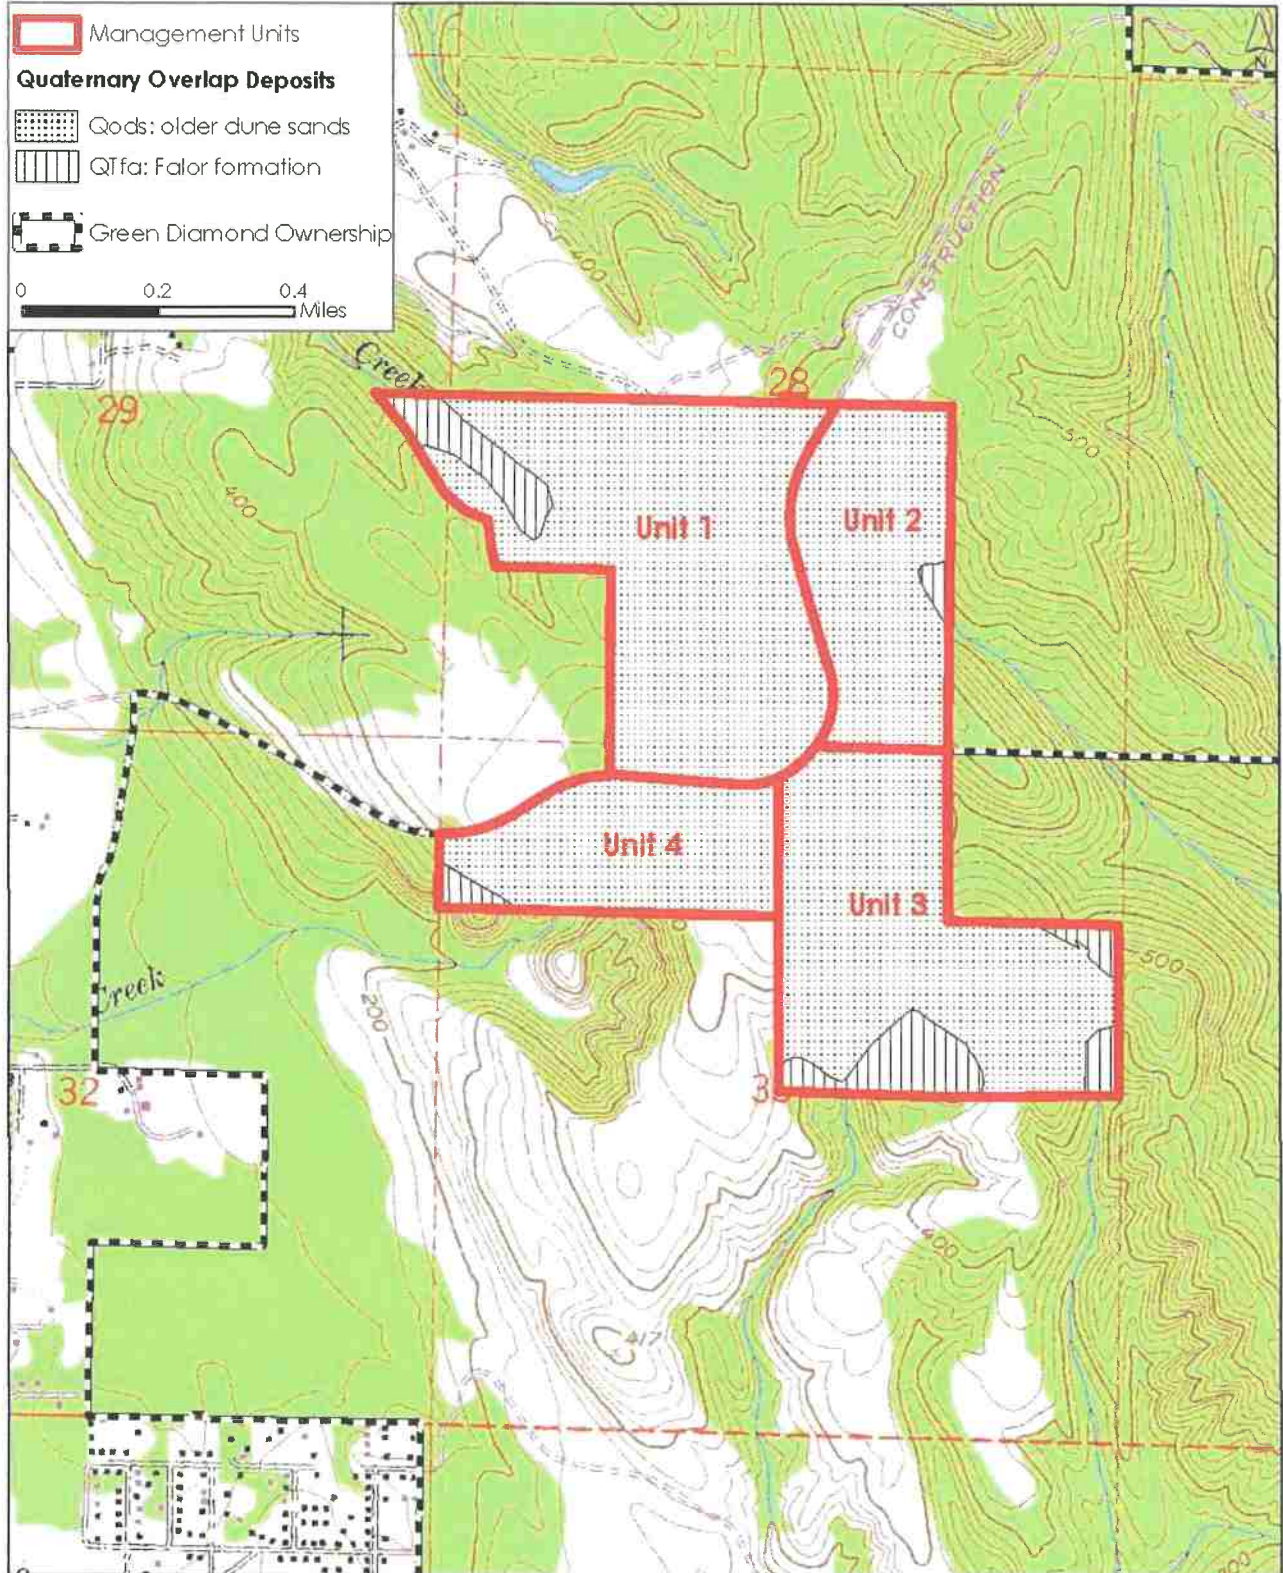 Management Units
Quaternary Overlap Deposits
Qods: older dune sands
QTfa: Falor formation
Green Diamond Ownership
0 0.2 0.4
Miles
N
CONSTRUCTION
400
Creek
28
29
500
400
Unit 1
Unit 2
Unit 4
Unit 3
500
Creek
200
32
400
417